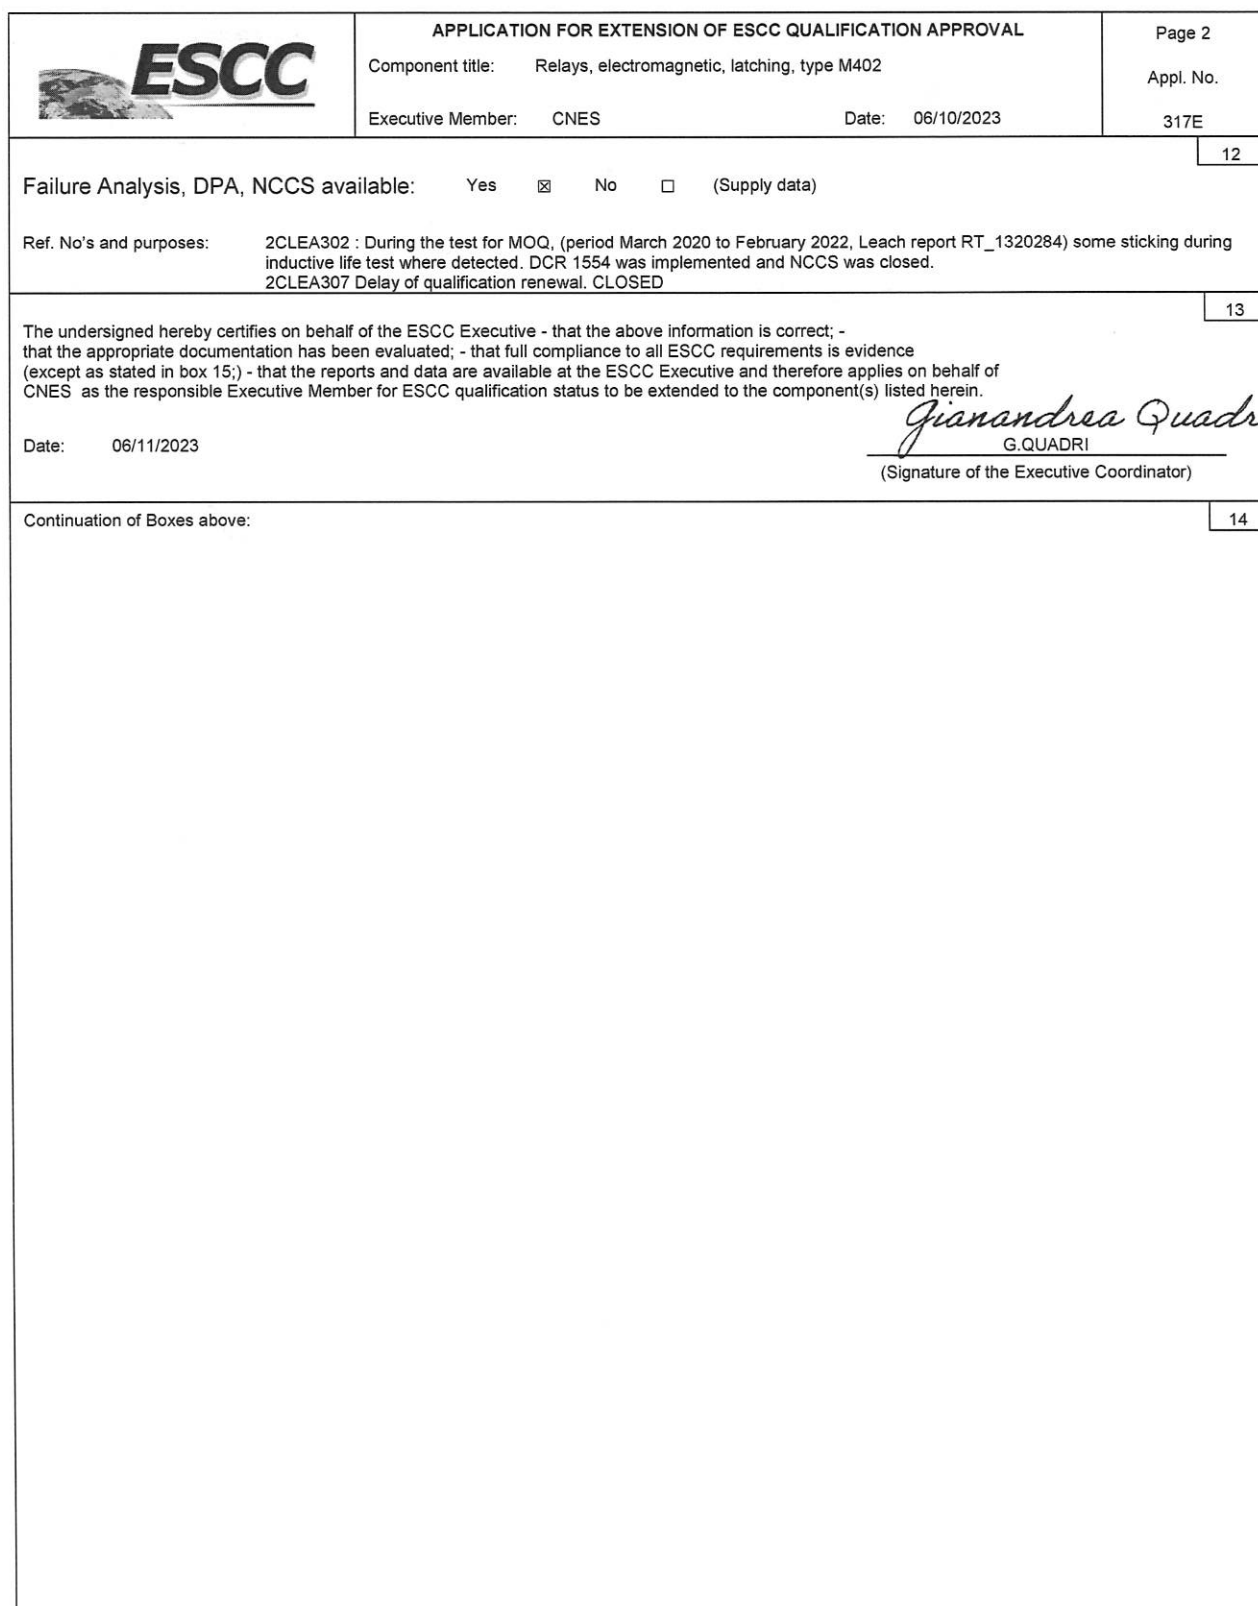 ESCC
APPLICATION FOR EXTENSION OF ESCC QUALIFICATION APPROVAL
Component title: Relays, electromagnetic, latching, type M402
Executive Member: CNES Date: 06/10/2023
Page 2
Appl. No.
317E
12
Failure Analysis, DPA, NCCS available: Yes ☒ No ☐ (Supply data)
Ref. No's and purposes: 2CLEA302 : During the test for MOQ, (period March 2020 to February 2022, Leach report RT_1320284) some sticking during
inductive life test where detected. DCR 1554 was implemented and NCCS was closed.
2CLEA307 Delay of qualification renewal. CLOSED
13
The undersigned hereby certifies on behalf of the ESCC Executive - that the above information is correct; -
that the appropriate documentation has been evaluated; - that full compliance to all ESCC requirements is evidence
(except as stated in box 15;) - that the reports and data are available at the ESCC Executive and therefore applies on behalf of
CNES as the responsible Executive Member for ESCC qualification status to be extended to the component(s) listed herein.
Gianandrea Quadr
Date: 06/11/2023
G.QUADRI
(Signature of the Executive Coordinator)
Continuation of Boxes above:
14